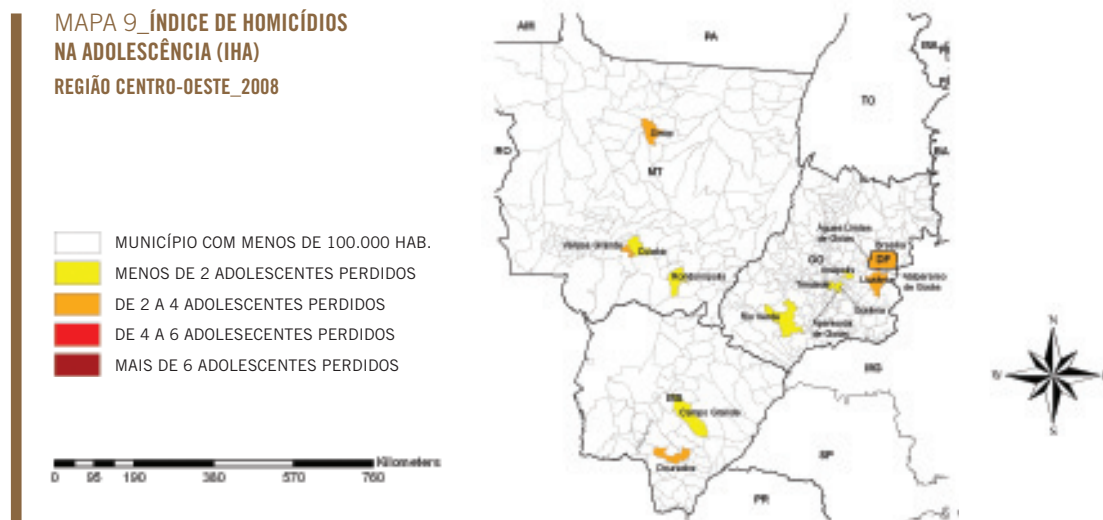 MAPA 9_ÍNDICE DE HOMICÍDIOS
NA ADOLESCÊNCIA (IHA)
REGIÃO CENTRO-OESTE_2008
MUNICÍPIO COM MENOS DE 100.000 HAB.
MENOS DE 2 ADOLESCENTES PERDIDOS
DE 2 A 4 ADOLESCENTES PERDIDOS
DE 4 A 6 ADOLESECENTES PERDIDOS
MAIS DE 6 ADOLESCENTES PERDIDOS
Kilometers
0 95 190 380 570 760
AM
PA
TO
RO
MT
BA
Sinop
Várzea Grande
Cuiabá
Rondonópolis
Águas Lindas
de Goiás
Brasília
GO
DF
Anápolis
Trindade
Luziânia
Valparaíso
de Goiás
Goiânia
Rio Verde
Aparecida
de Goiás
MG
MS
Campo Grande
Dourados
SP
PR
N
S